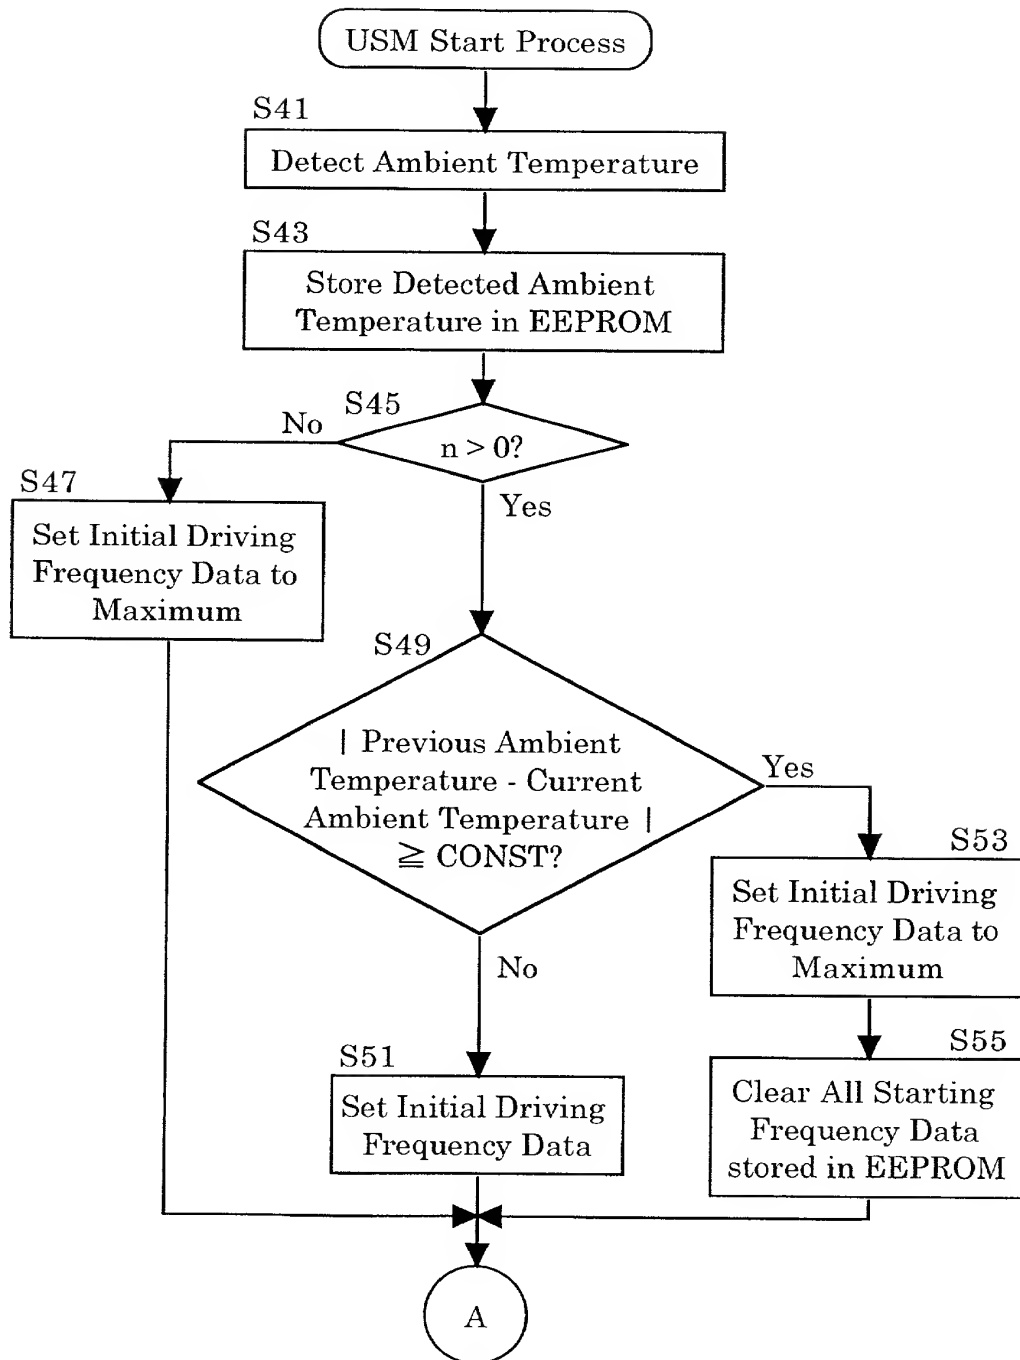 USM Start Process
S41
Detect Ambient Temperature
S43
Store Detected Ambient
Temperature in EEPROM
S45
n > 0?
No
Yes
S47
Set Initial Driving
Frequency Data to
Maximum
S49
| Previous Ambient
Temperature - Current
Ambient Temperature |
≧ CONST?
Yes
No
S53
Set Initial Driving
Frequency Data to
Maximum
S51
Set Initial Driving
Frequency Data
S55
Clear All Starting
Frequency Data
stored in EEPROM
A